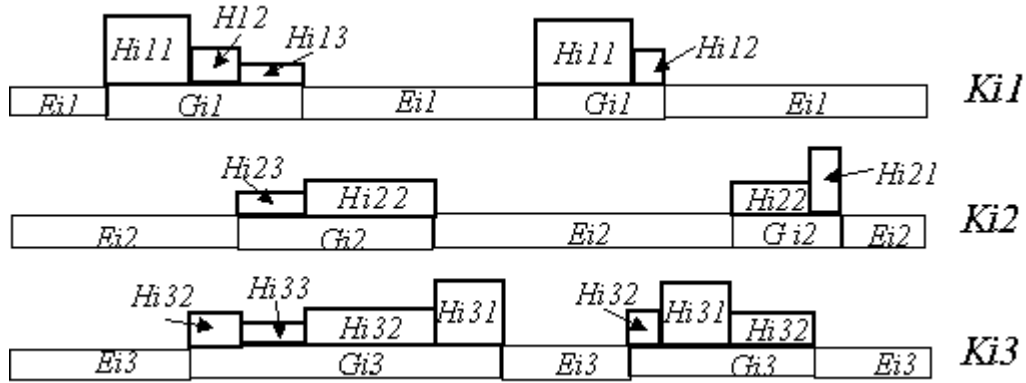 Hi11 H12 Hi13 Hi11 Hi12
Ei1 Gi1 Ei1 Gi1 Ei1 Ki1
Hi23 Hi22 Hi22 Hi21
Ei2 Gi2 Ei2 Gi2 Ei2 Ki2
Hi32 Hi33 Hi32 Hi31 Hi32 Hi31 Hi32
Ei3 Gi3 Ei3 Gi3 Ei3 Ki3